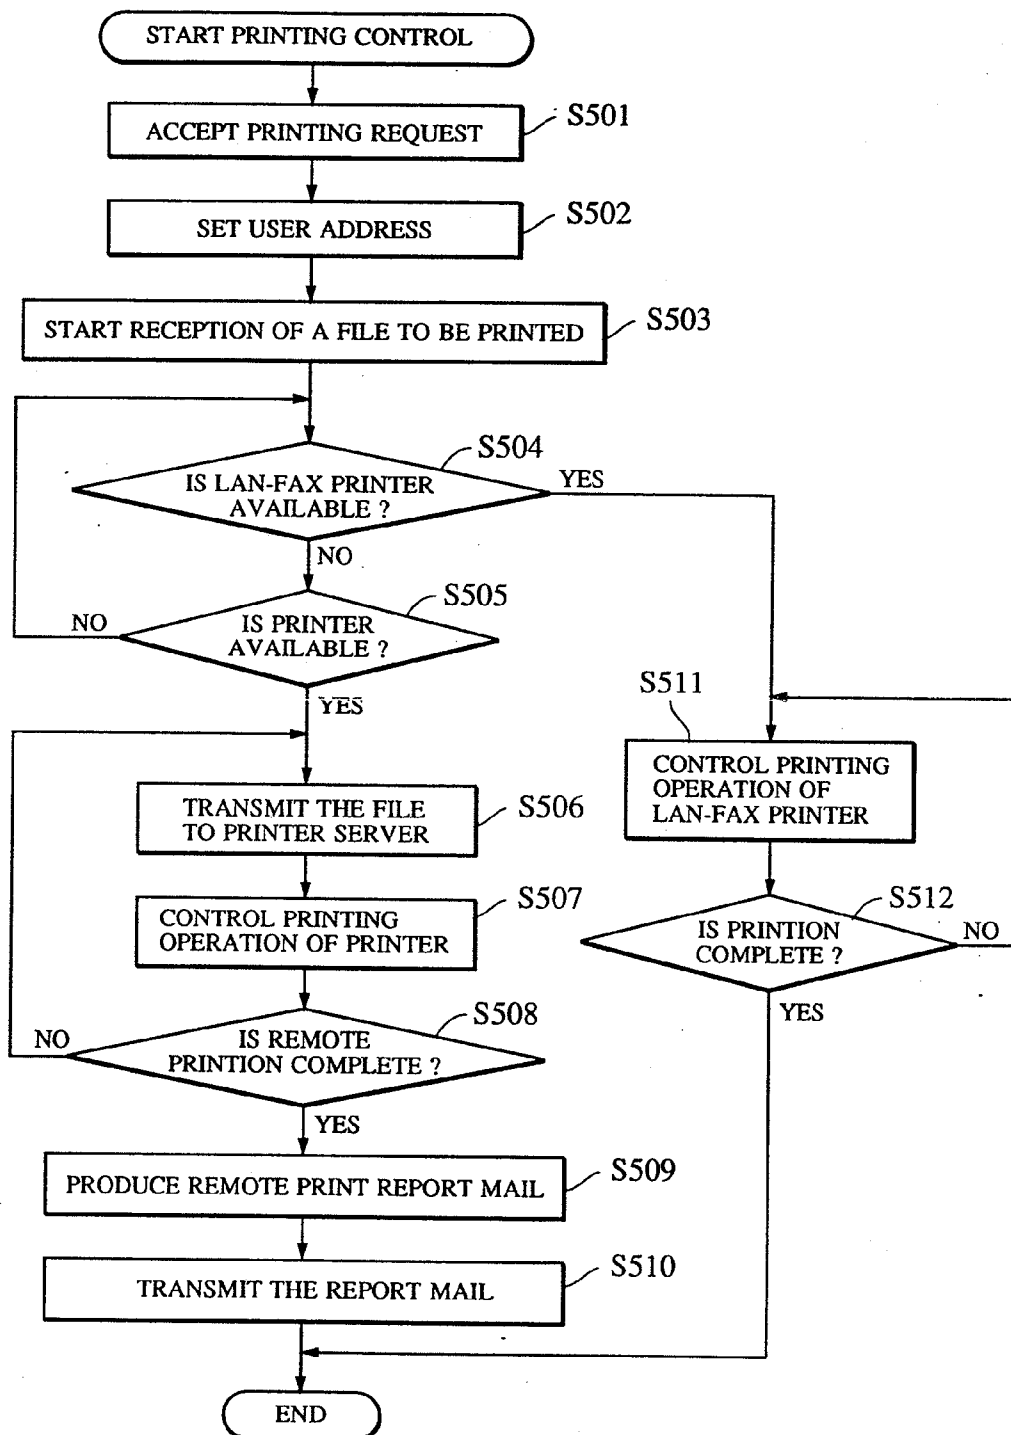 START PRINTING CONTROL
ACCEPT PRINTING REQUEST
S501
SET USER ADDRESS
S502
START RECEPTION OF A FILE TO BE PRINTED
S503
S504
IS LAN-FAX PRINTER
AVAILABLE ?
YES
NO
S505
IS PRINTER
AVAILABLE ?
NO
YES
TRANSMIT THE FILE
TO PRINTER SERVER
S506
CONTROL PRINTING
OPERATION OF PRINTER
S507
S508
IS REMOTE
PRINTION COMPLETE ?
NO
YES
PRODUCE REMOTE PRINT REPORT MAIL
S509
TRANSMIT THE REPORT MAIL
S510
S511
CONTROL PRINTING
OPERATION OF
LAN-FAX PRINTER
S512
IS PRINTION
COMPLETE ?
NO
YES
END